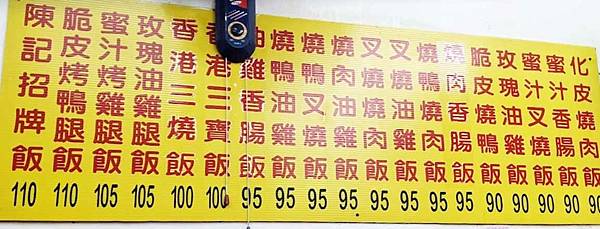 陳記招牌飯 110
脆皮烤鴨腿飯 110
蜜汁烤雞腿飯 105
玫瑰油雞腿飯 105
香港三燒飯 100
香港三寶飯 100
油雞香腸飯 95
燒鴨油雞飯 95
燒鴨叉燒飯 95
燒肉油雞飯 95
叉燒燒肉飯 95
叉燒油雞飯 95
燒鴨燒肉飯 95
燒肉香腸飯 95
脆皮燒鴨飯 90
玫瑰油雞飯 90
蜜汁叉燒飯 90
蜜汁香腸飯 90
化皮燒肉飯 90